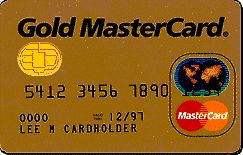 Gold MasterCard®
5412 3456 7890
0000 12/97
LEE M CARDHOLDER
MasterCard